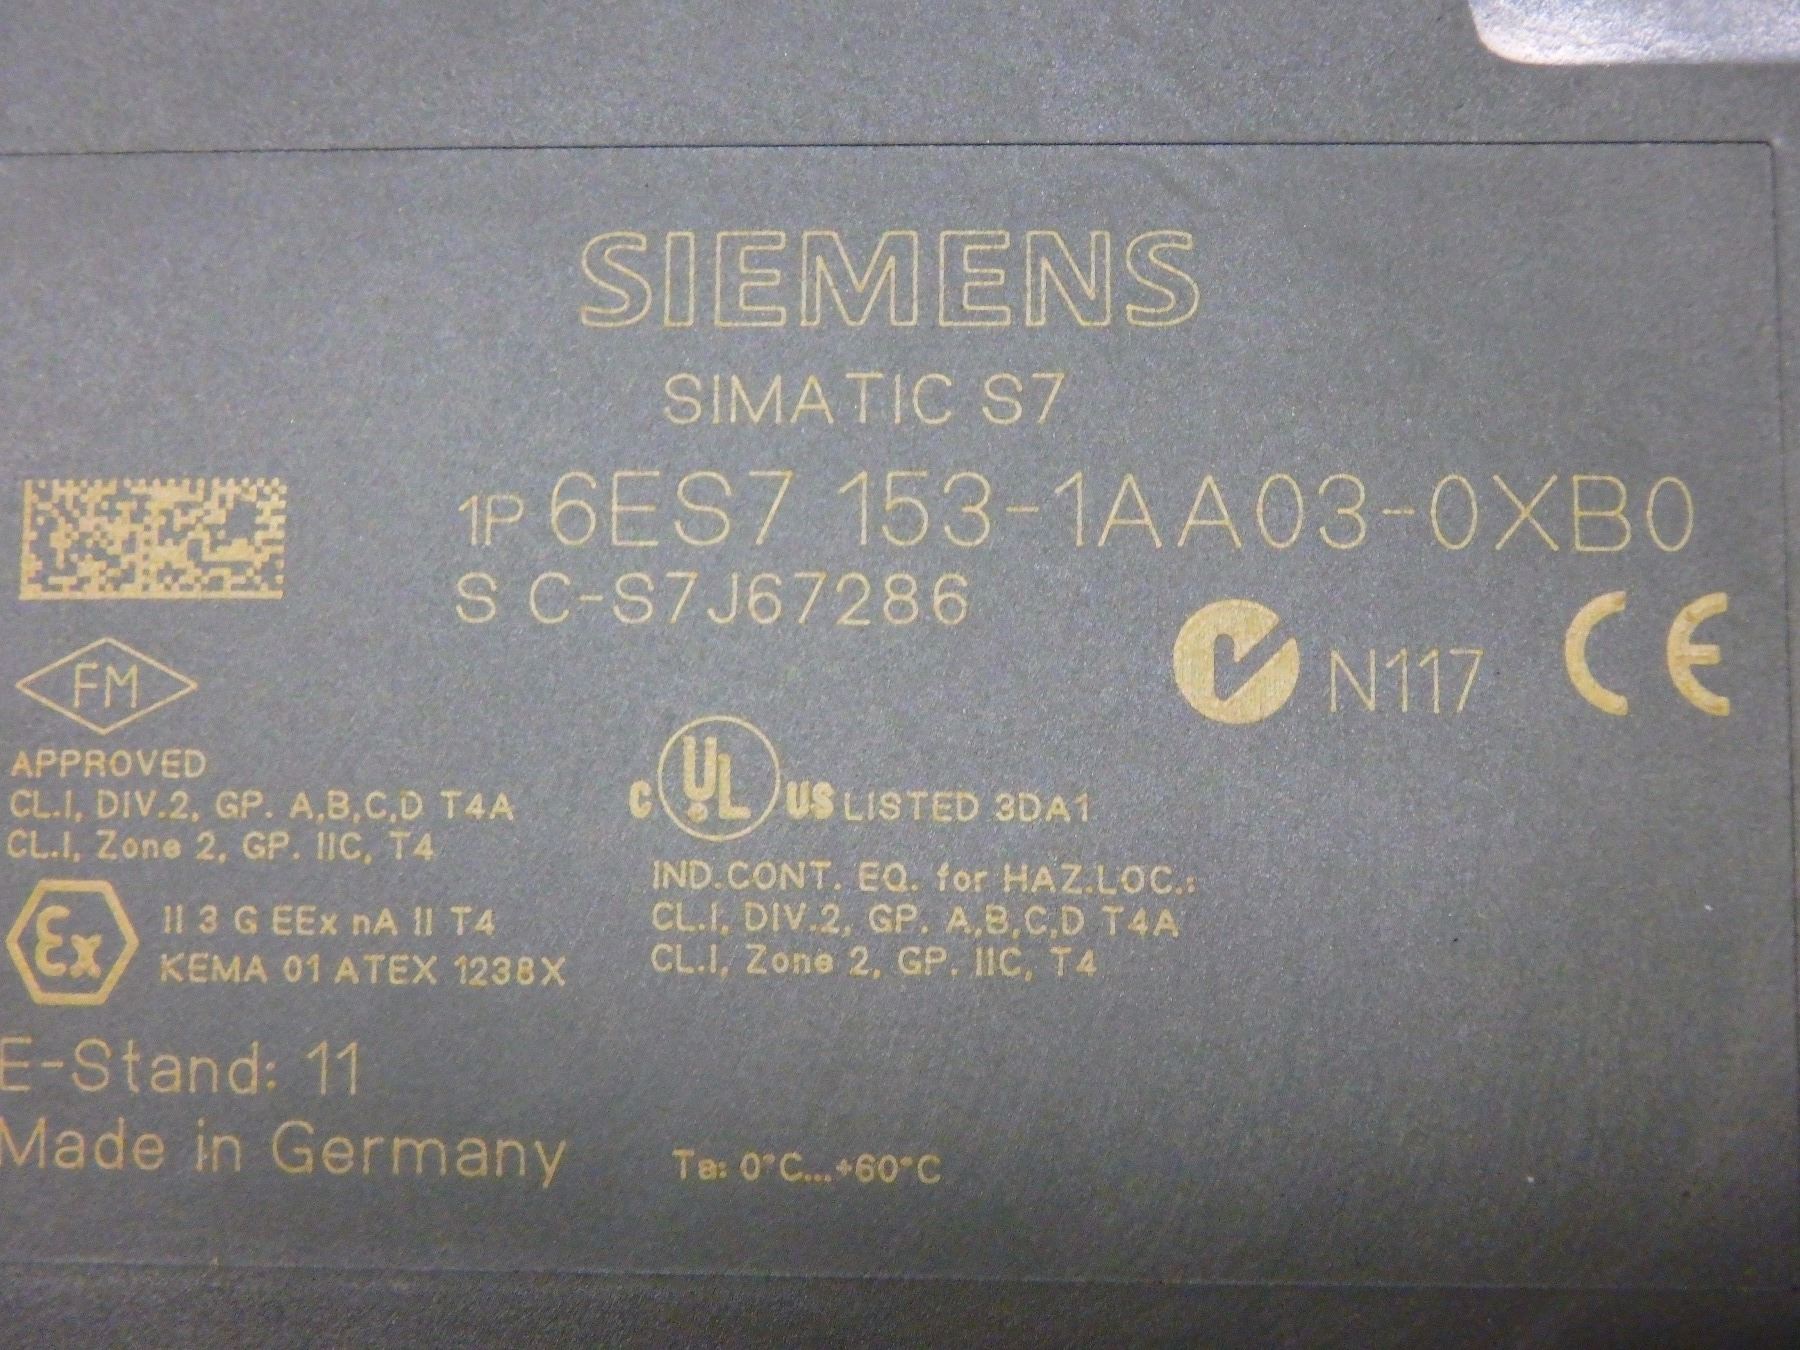 SIEMENS
SIMATIC S7
1P 6ES7 153-1AA03-0XB0
S C-S7J67286
N117 CE
FM
APPROVED
CL.I, DIV.2, GP. A,B,C,D T4A
CL.I, Zone 2, GP. IIC, T4
C UL US LISTED 3DA1
IND.CONT. EQ. for HAZ.LOC.:
CL.I, DIV.2, GP. A,B,C,D T4A
CL.I, Zone 2, GP. IIC, T4
Ex II 3 G EEx nA II T4
KEMA 01 ATEX 1238X
E-Stand: 11
Made in Germany
Ta: 0°C...+60°C